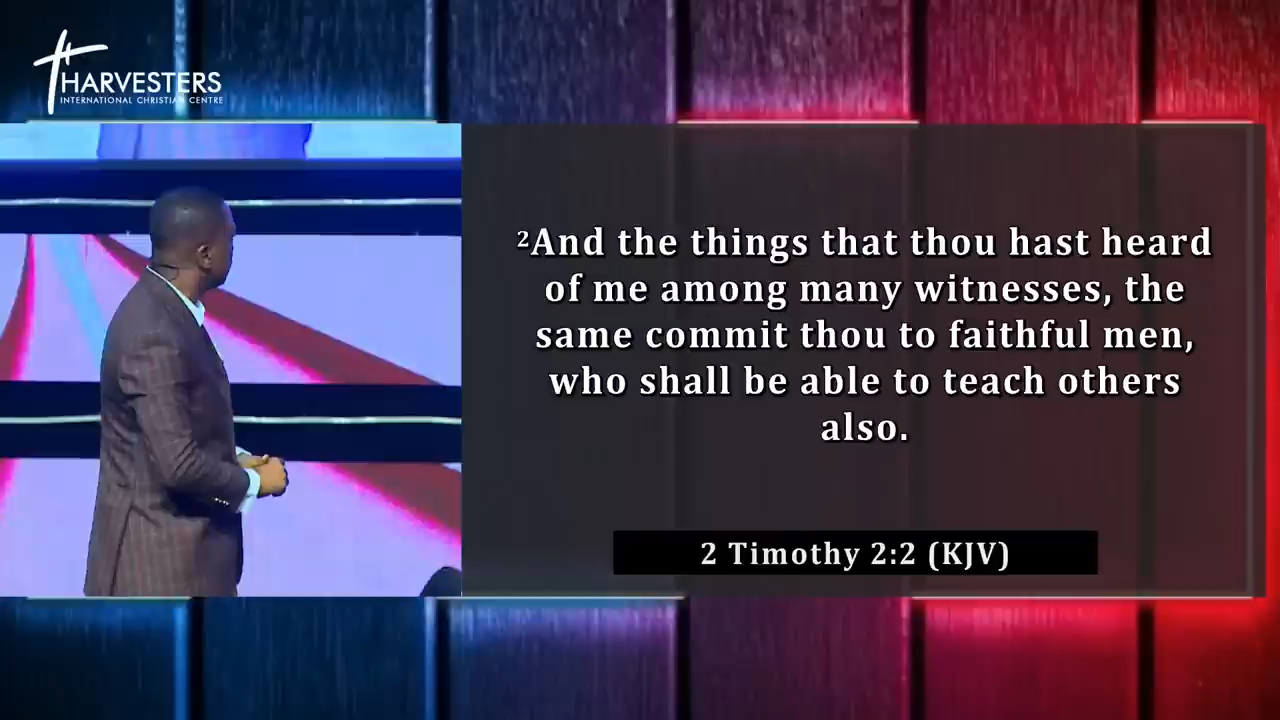 HARVESTERS
INTERNATIONAL CHRISTIAN CENTRE
²And the things that thou hast heard
of me among many witnesses, the
same commit thou to faithful men,
who shall be able to teach others
also.
2 Timothy 2:2 (KJV)